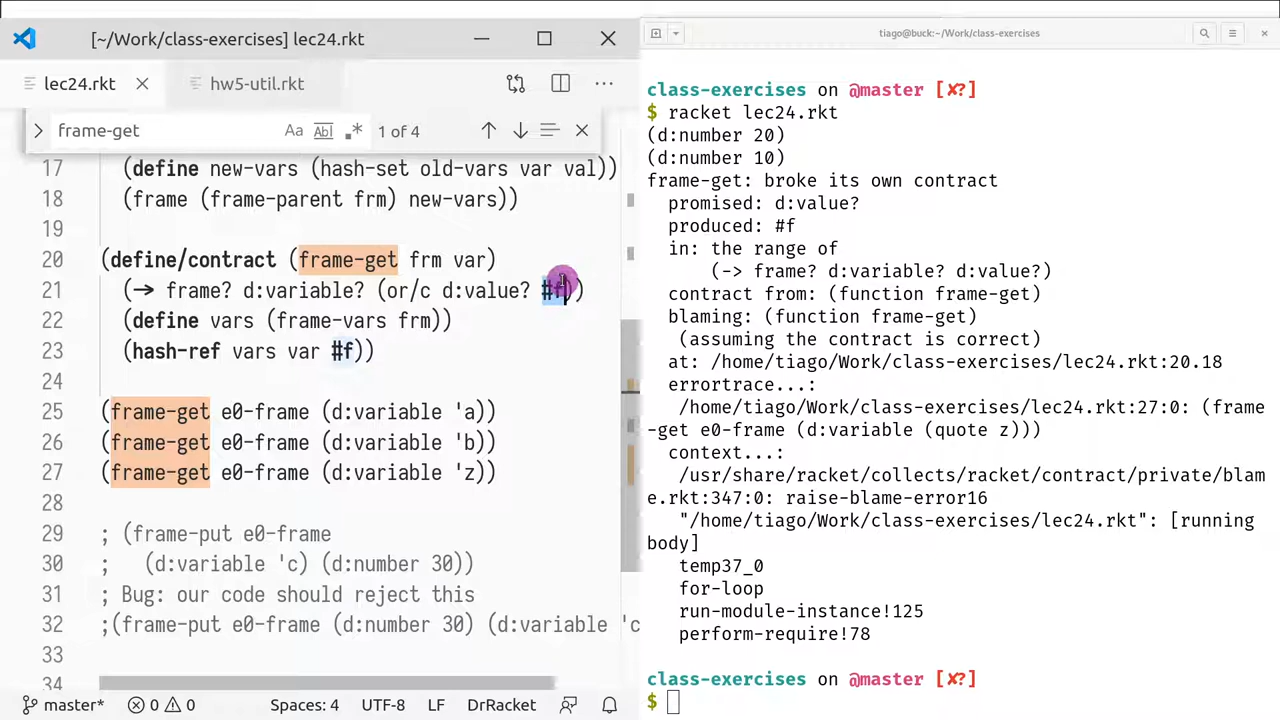 [~/Work/class-exercises] lec24.rkt
lec24.rkt
hw5-util.rkt
frame-get
Aa
Abl
.*
1 of 4
17 (define new-vars (hash-set old-vars var val))
18 (frame (frame-parent frm) new-vars))
19
20 (define/contract (frame-get frm var)
21 (→ frame? d:variable? (or/c d:value? #f))
22 (define vars (frame-vars frm))
23 (hash-ref vars var #f))
24
25 (frame-get e0-frame (d:variable 'a))
26 (frame-get e0-frame (d:variable 'b))
27 (frame-get e0-frame (d:variable 'z))
28
29 ; (frame-put e0-frame
30 ; (d:variable 'c) (d:number 30))
31 ; Bug: our code should reject this
32 ;(frame-put e0-frame (d:number 30) (d:variable 'c
33
34
master* 0 0 Spaces: 4 UTF-8 LF DrRacket
tiago@buck:~/Work/class-exercises
class-exercises on @master [✘?]
$ racket lec24.rkt
(d:number 20)
(d:number 10)
frame-get: broke its own contract
promised: d:value?
produced: #f
in: the range of
(-> frame? d:variable? d:value?)
contract from: (function frame-get)
blaming: (function frame-get)
(assuming the contract is correct)
at: /home/tiago/Work/class-exercises/lec24.rkt:20.18
errortrace...:
/home/tiago/Work/class-exercises/lec24.rkt:27:0: (frame
-get e0-frame (d:variable (quote z)))
context...:
/usr/share/racket/collects/racket/contract/private/blam
e.rkt:347:0: raise-blame-error16
"/home/tiago/Work/class-exercises/lec24.rkt": [running
body]
temp37_0
for-loop
run-module-instance!125
perform-require!78
class-exercises on @master [✘?]
$